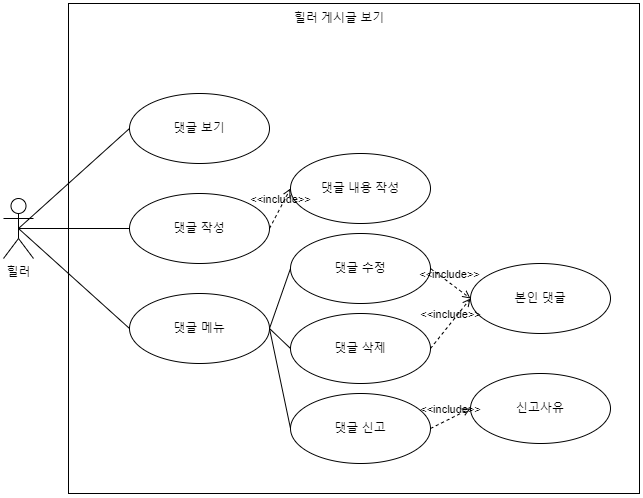 힐러 게시글 보기
댓글 보기
댓글 내용 작성
<<include>>
댓글 작성
힐러
댓글 수정
<<include>>
본인 댓글
<<include>>
댓글 메뉴
댓글 삭제
<<include>>
신고사유
댓글 신고